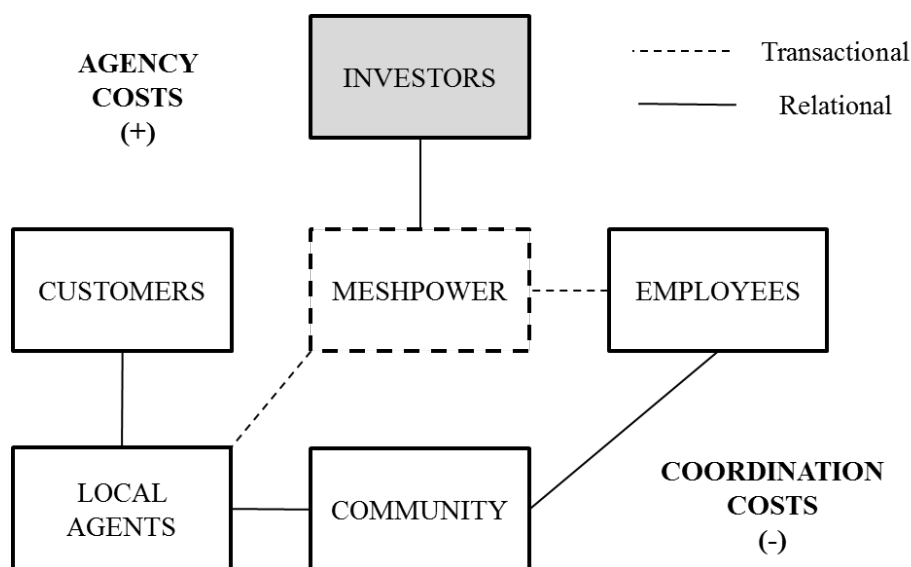 AGENCY
COSTS
(+)
INVESTORS
Transactional
Relational
CUSTOMERS
MESHPOWER
EMPLOYEES
LOCAL
AGENTS
COMMUNITY
COORDINATION
COSTS
(-)